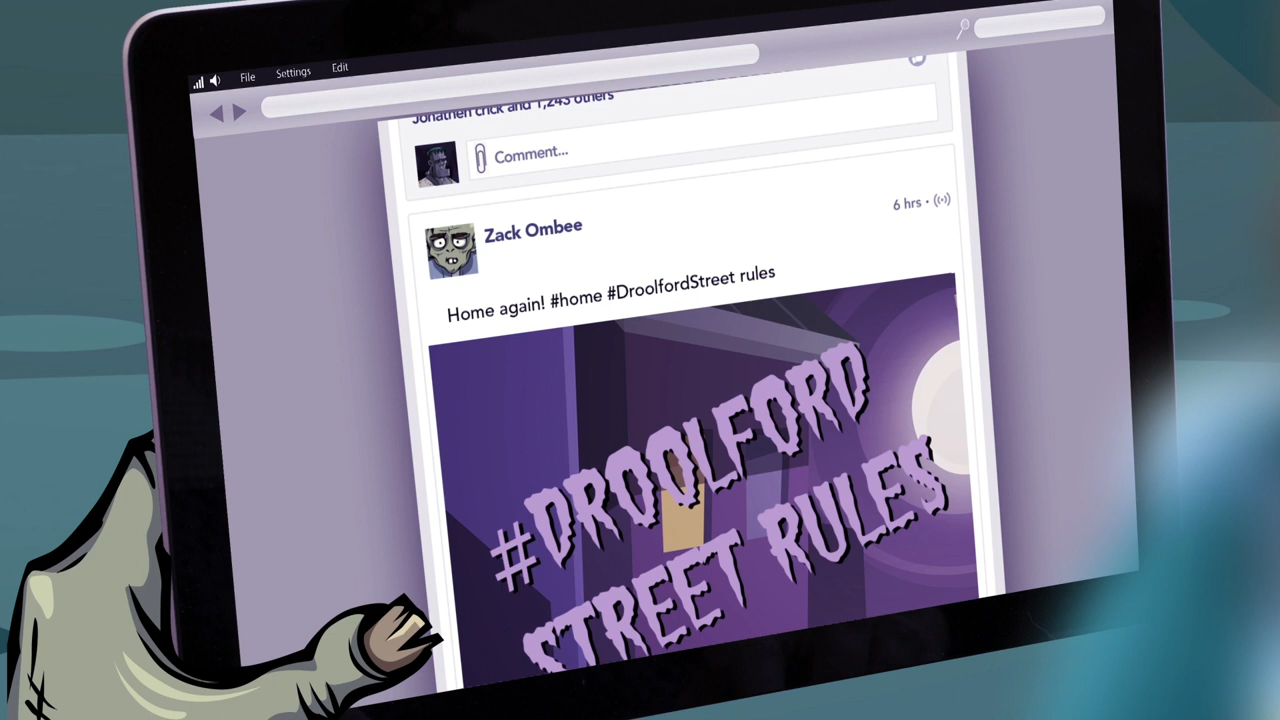 File Settings Edit
Jonathen crick and 1,243 others
Comment...
Zack Ombee
6 hrs •
Home again! #home #DroolfordStreet rules
#DROOLFORD
STREET RULES